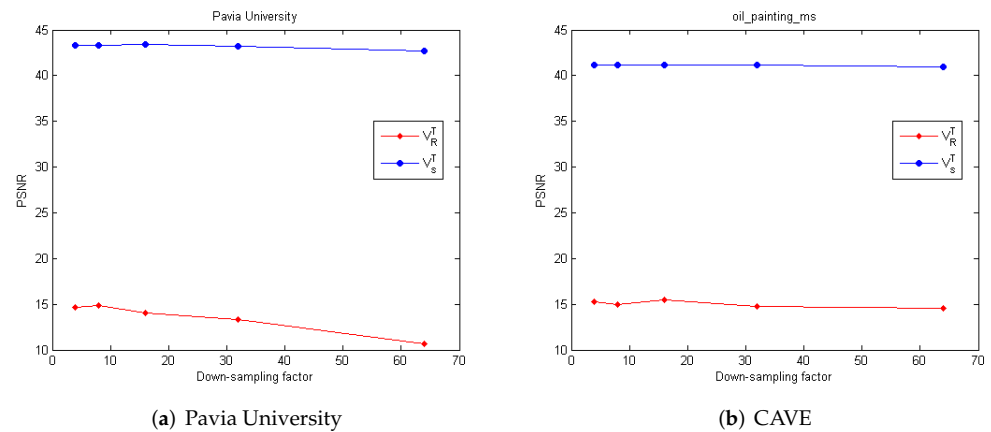 Pavia University
45
40
35
30
25
20
15
10
PSNR
V_R^T
V_s^T
0 10 20 30 40 50 60 70
Down-sampling factor
(a) Pavia University
oil_painting_ms
45
40
35
30
25
20
15
10
PSNR
V_R^T
V_s^T
0 10 20 30 40 50 60 70
Down-sampling factor
(b) CAVE